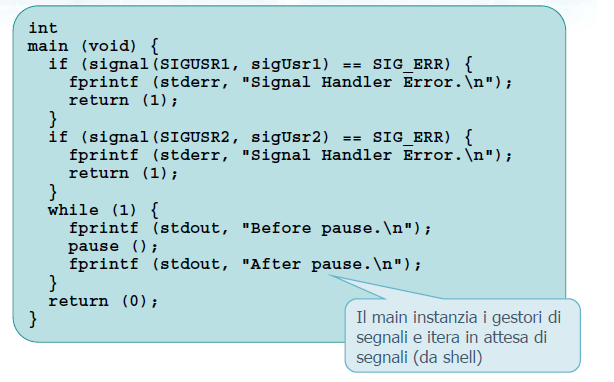 int
main (void) {
  if (signal(SIGUSR1, sigUsr1) == SIG_ERR) {
    fprintf (stderr, "Signal Handler Error.\n");
    return (1);
  }
  if (signal(SIGUSR2, sigUsr2) == SIG_ERR) {
    fprintf (stderr, "Signal Handler Error.\n");
    return (1);
  }
  while (1) {
    fprintf (stdout, "Before pause.\n");
    pause ();
    fprintf (stdout, "After pause.\n");
  }
  return (0);
}
Il main instanzia i gestori di
segnali e itera in attesa di
segnali (da shell)